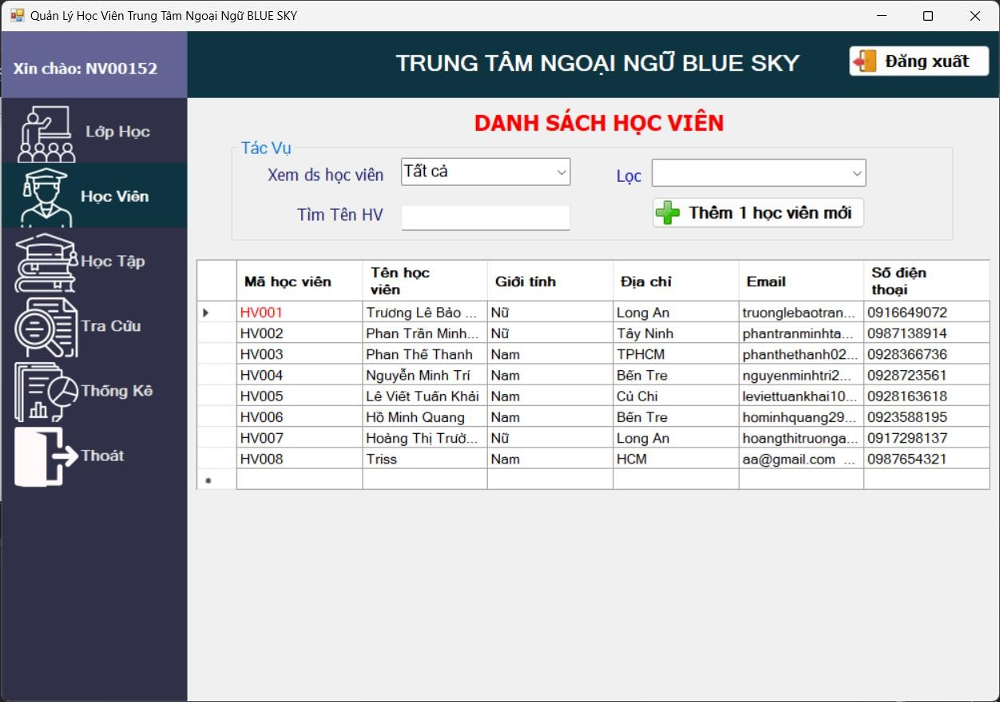 Quản Lý Học Viên Trung Tâm Ngoại Ngữ BLUE SKY
Xin chào: NV00152
TRUNG TÂM NGOẠI NGỮ BLUE SKY
Đăng xuất
Lớp Học
Học Viên
Học Tập
Tra Cứu
Thống Kê
Thoát
DANH SÁCH HỌC VIÊN
Tác Vụ
Xem ds học viên Tất cả Lọc
Tìm Tên HV Thêm 1 học viên mới
Mã học viên Tên học viên Giới tính Địa chỉ Email Số điện thoại
HV001 Trương Lê Bảo ... Nữ Long An truonglebaotran... 0916649072
HV002 Phan Trần Minh... Nữ Tây Ninh phantranminhta... 0987138914
HV003 Phan Thế Thanh Nam TPHCM phanthethanh02... 0928366736
HV004 Nguyễn Minh Trí Nam Bến Tre nguyenminhtri2... 0928723561
HV005 Lê Viết Tuấn Khải Nam Củ Chi leviettuankhai10... 0928163618
HV006 Hồ Minh Quang Nam Bến Tre hominhquang29... 0923588195
HV007 Hoàng Thị Trườ... Nữ Long An hoangthitruonga... 0917298137
HV008 Triss Nam HCM aa@gmail.com ... 0987654321